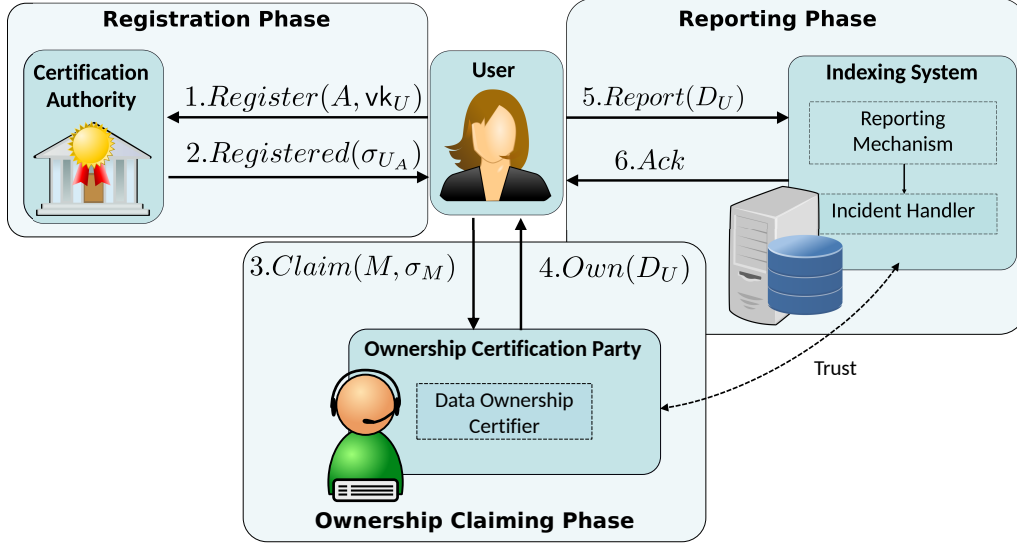 Registration Phase
Certification
Authority
1.Register(A, vk_U)
2.Registered(σ_{U_A})
User
Reporting Phase
5.Report(D_U)
6.Ack
Indexing System
Reporting
Mechanism
Incident Handler
3.Claim(M, σ_M)
4.Own(D_U)
Ownership Certification Party
Data Ownership
Certifier
Ownership Claiming Phase
Trust